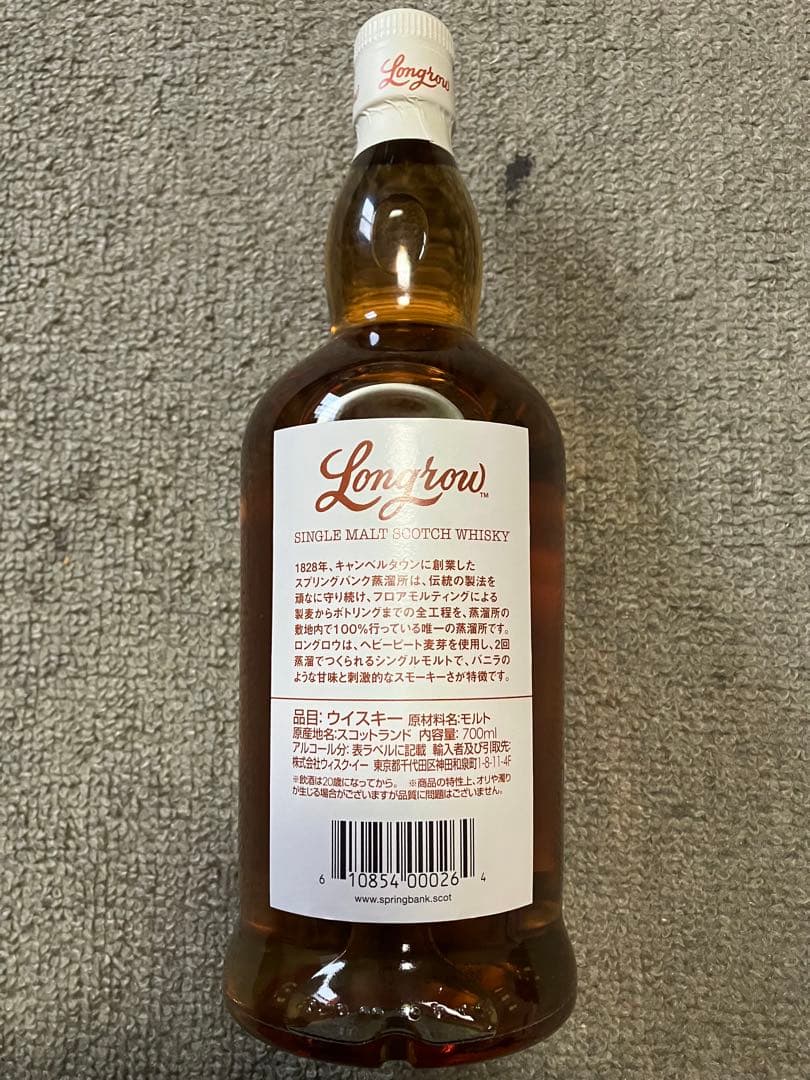 Longrow
Longrow™
SINGLE MALT SCOTCH WHISKY
1828年、キャンベルタウンに創業した
スプリングバンク蒸溜所は、伝統の製法を
頑なに守り続け、フロアモルティングによる
製麦からボトリングまでの全工程を、蒸溜所の
敷地内で100%行っている唯一の蒸溜所です。
ロングロウは、ヘビーピート麦芽を使用し、2回
蒸溜でつくられるシングルモルトで、バニラの
ような甘味と刺激的なスモーキーさが特徴です。
品目:ウイスキー 原材料名:モルト
原産地名:スコットランド 内容量:700ml
アルコール分:表ラベルに記載 輸入者及び引取先:
株式会社ウィスク・イー 東京都千代田区神田和泉町1-8-11-4F
※飲酒は20歳になってから。 ※商品の特性上、オリや濁り
が生じる場合がございますが品質に問題はございません。
6 10854 00026 4
www.springbank.scot